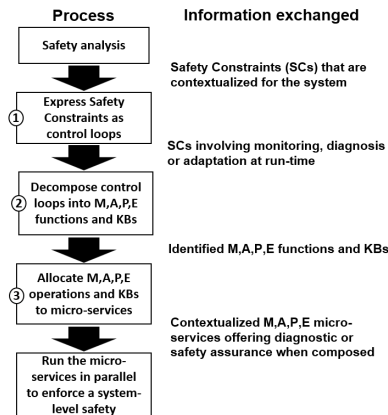 Process
Information exchanged
Safety analysis
Safety Constraints (SCs) that are
contextualized for the system
1
Express Safety
Constraints as
control loops
SCs involving monitoring, diagnosis
or adaptation at run-time
2
Decompose control
loops into M,A,P,E
functions and KBs
Identified M,A,P,E functions and KBs
3
Allocate M,A,P,E
operations and KBs
to micro-services
Contextualized M,A,P,E micro-
services offering diagnostic or
safety assurance when composed
Run the micro-
services in parallel
to enforce a system-
level safety